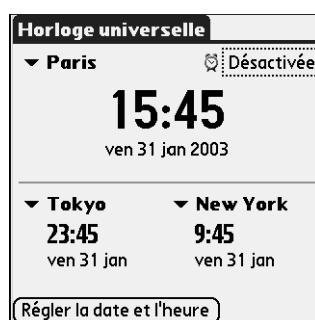 Horloge universelle
Paris Désactivée
15:45
ven 31 jan 2003
Tokyo New York
23:45 9:45
ven 31 jan ven 31 jan
Régler la date et l'heure